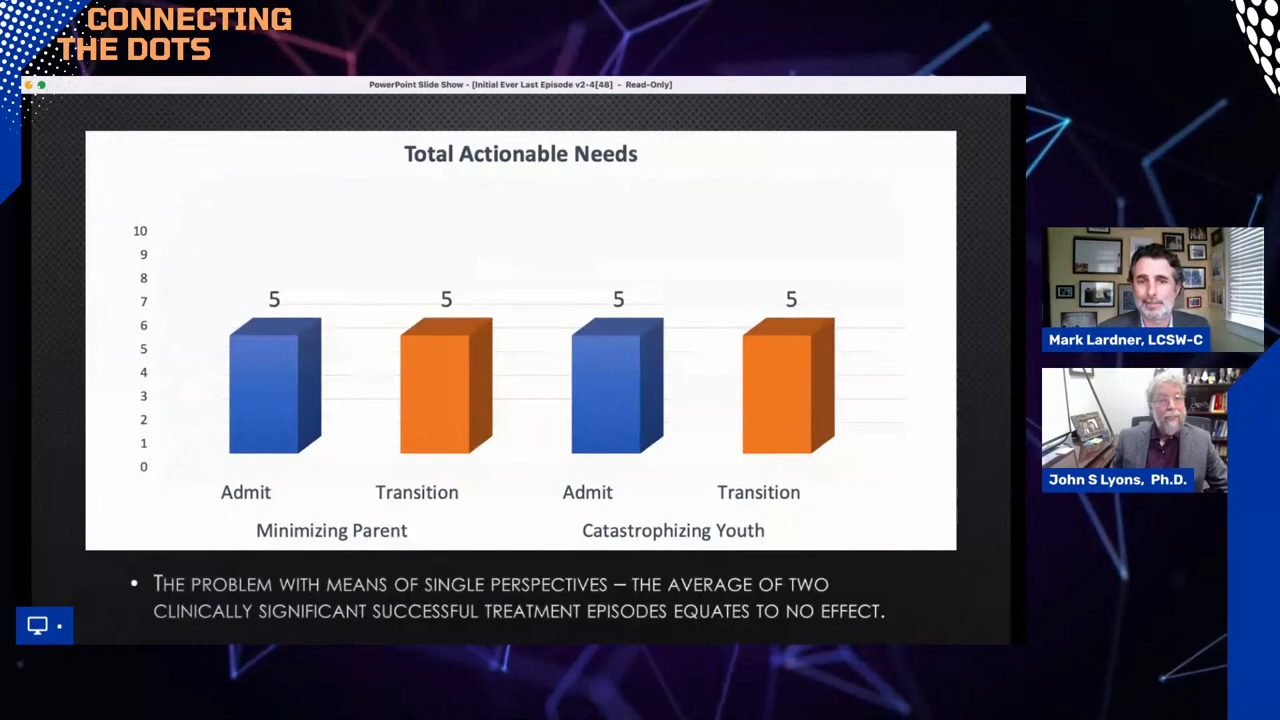 CONNECTING
THE DOTS
PowerPoint Slide Show - [Initial Ever Last Episode v2-4[48] - Read-Only]
Total Actionable Needs
10
9
8
7
6
5
4
3
2
1
0
5
5
5
5
Admit
Transition
Admit
Transition
Minimizing Parent
Catastrophizing Youth
• THE PROBLEM WITH MEANS OF SINGLE PERSPECTIVES – THE AVERAGE OF TWO
CLINICALLY SIGNIFICANT SUCCESSFUL TREATMENT EPISODES EQUATES TO NO EFFECT.
Mark Lardner, LCSW-C
John S Lyons, Ph.D.